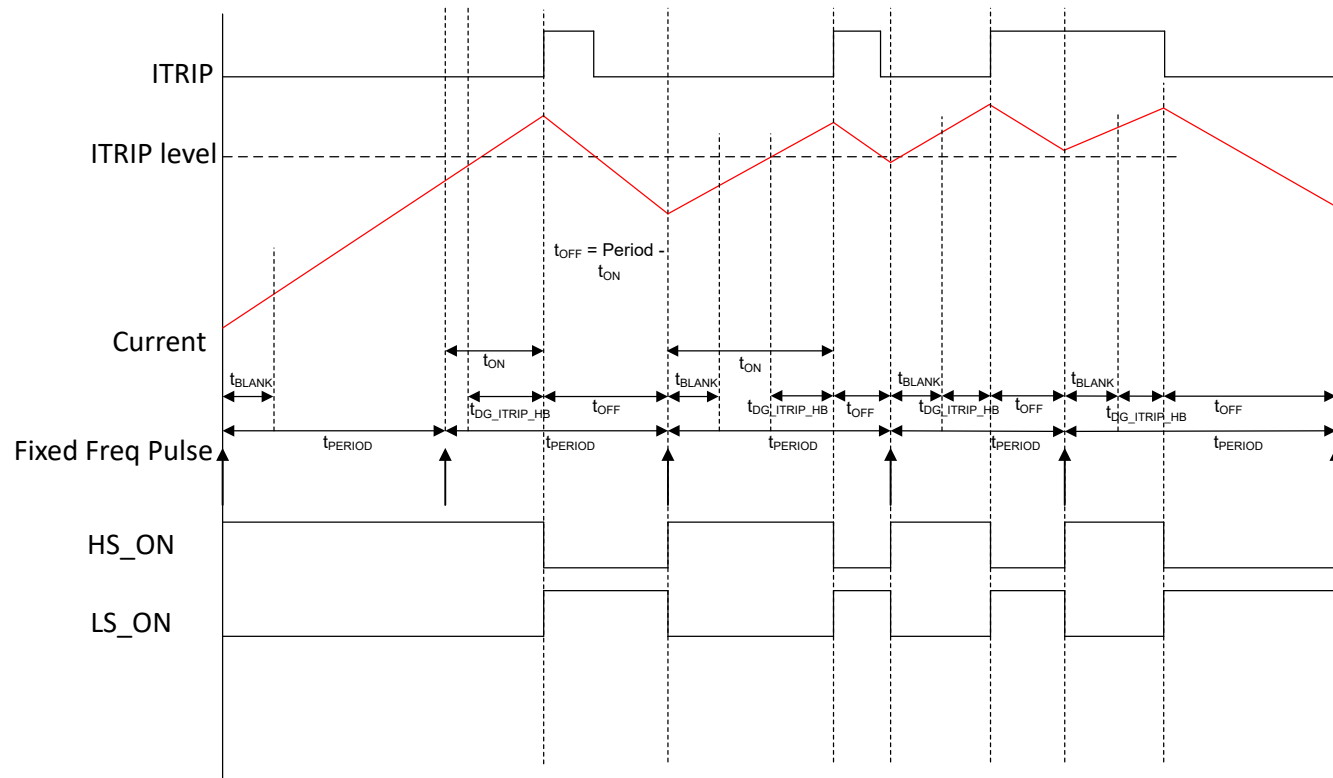 ITRIP
ITRIP level
tOFF = Period -
tON
Current
tON
tON
tBLANK
tDG_ITRIP_HB
tOFF
tBLANK
tDG_ITRIP_HB
tOFF
tBLANK
tDG_ITRIP_HB
tOFF
tBLANK
tDG_ITRIP_HB
tOFF
Fixed Freq Pulse
tPERIOD
tPERIOD
tPERIOD
tPERIOD
tPERIOD
HS_ON
LS_ON